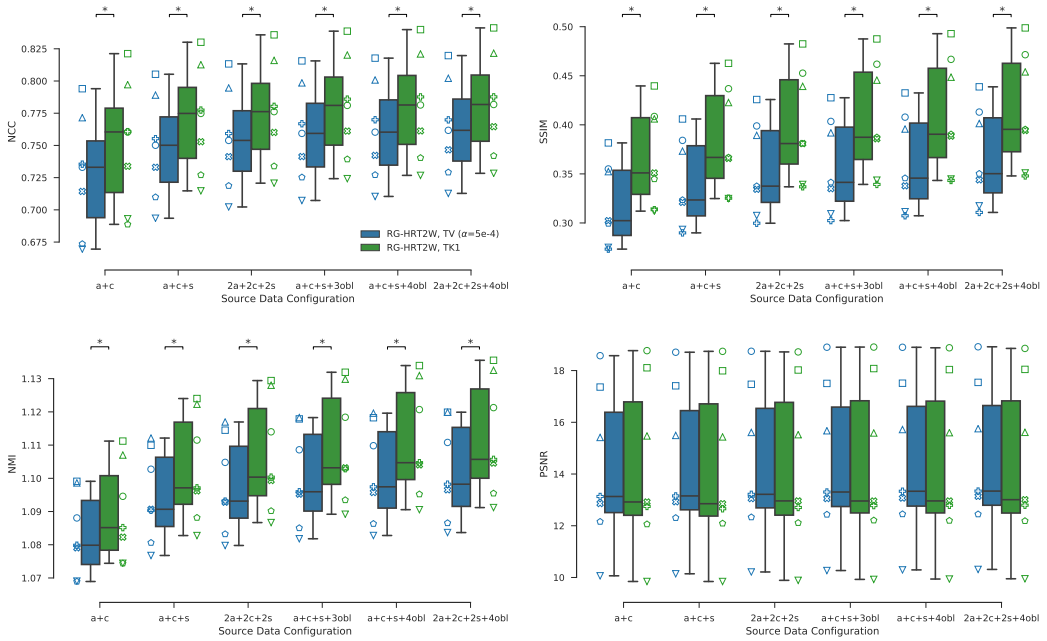 * * * * * *
NCC
0.825
0.800
0.775
0.750
0.725
0.700
0.675
RG-HRT2W, TV (α=5e-4)
RG-HRT2W, TK1
a+c a+c+s 2a+2c+2s a+c+s+3obl a+c+s+4obl 2a+2c+2s+4obl
Source Data Configuration
* * * * * *
SSIM
0.50
0.45
0.40
0.35
0.30
a+c a+c+s 2a+2c+2s a+c+s+3obl a+c+s+4obl 2a+2c+2s+4obl
Source Data Configuration
* * * * * *
NMI
1.13
1.12
1.11
1.10
1.09
1.08
1.07
a+c a+c+s 2a+2c+2s a+c+s+3obl a+c+s+4obl 2a+2c+2s+4obl
Source Data Configuration
PSNR
18
16
14
12
10
a+c a+c+s 2a+2c+2s a+c+s+3obl a+c+s+4obl 2a+2c+2s+4obl
Source Data Configuration